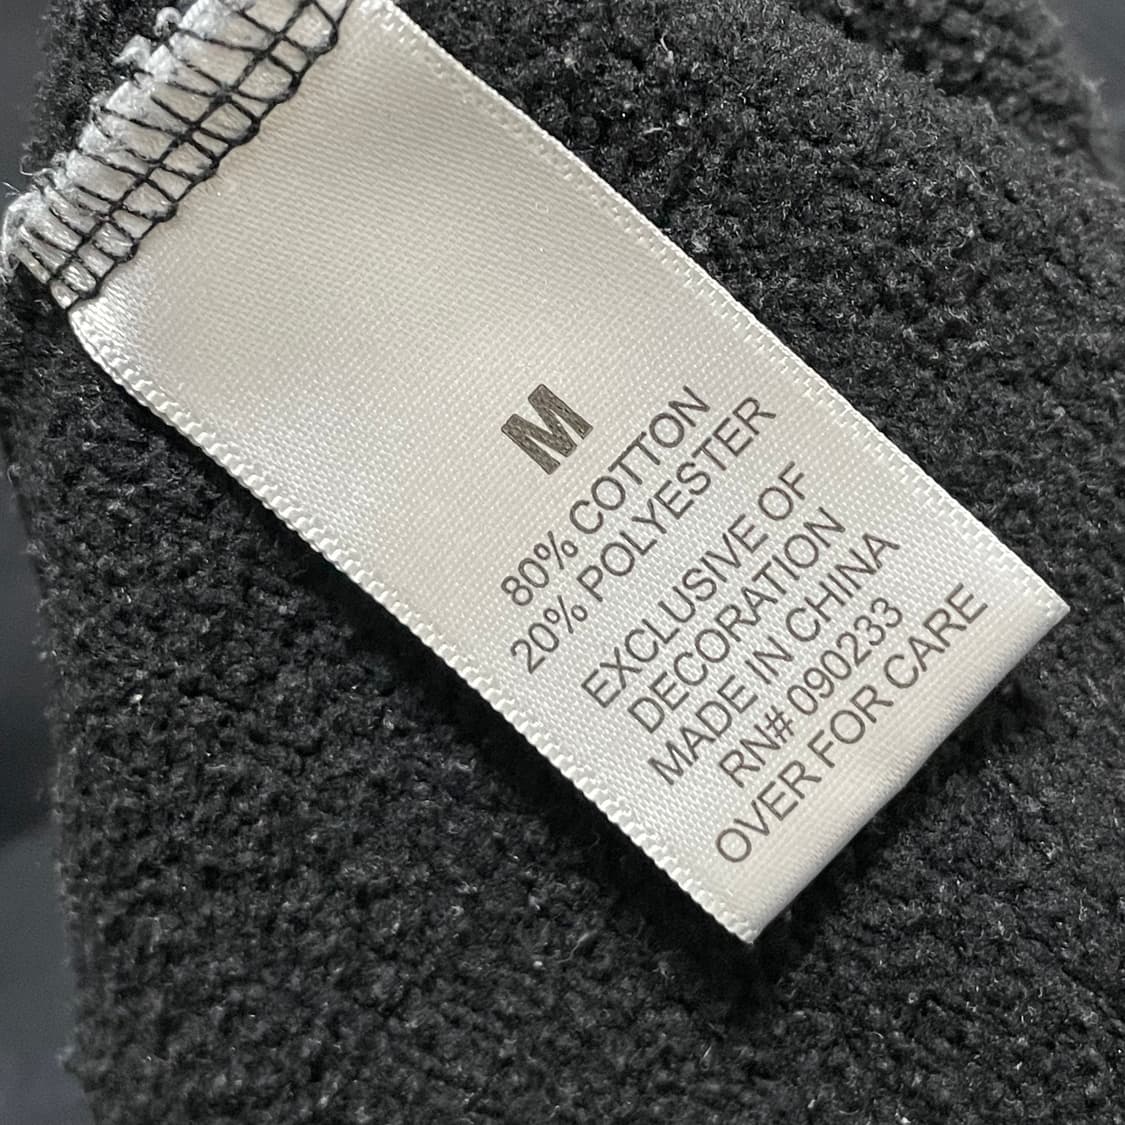 M
80% COTTON
20% POLYESTER
EXCLUSIVE OF
DECORATION
MADE IN CHINA
RN# 090233
OVER FOR CARE